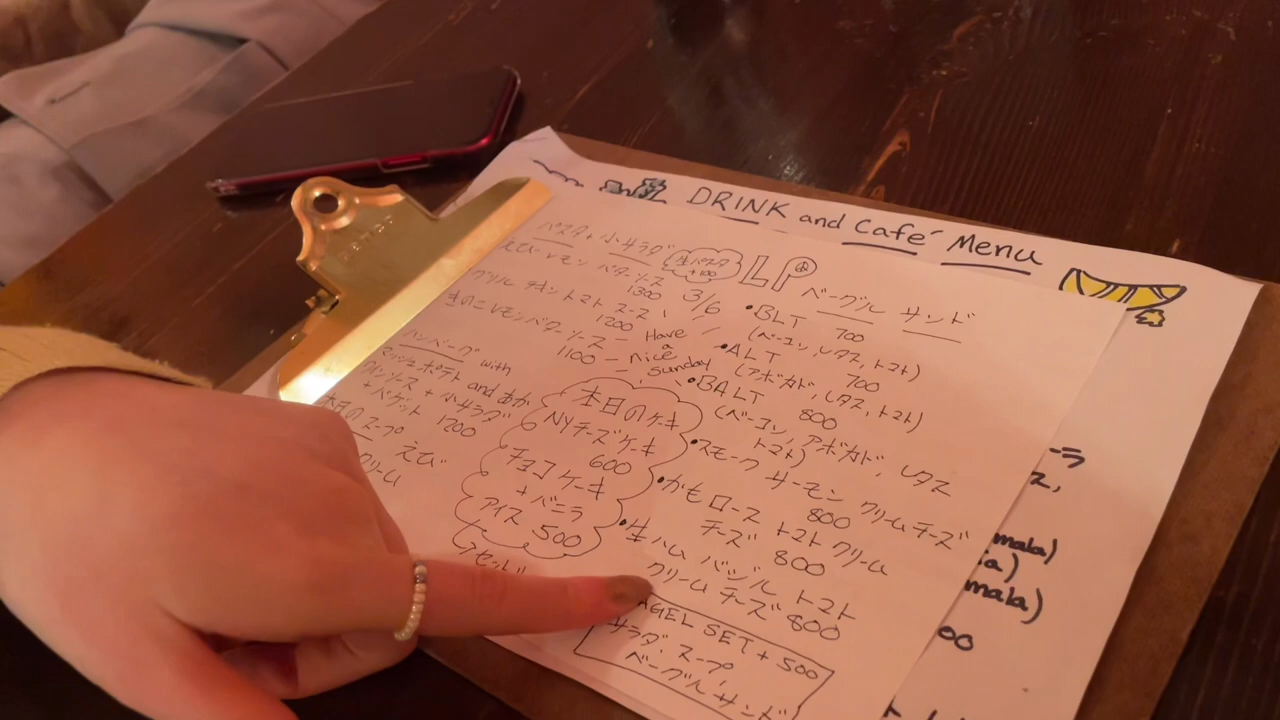 DRINK and Café Menu
パスタ+小サラダ
生パスタ
+100
えびレモン バターソース
1300
グリル チキン トマト ソース
1200
きのこレモンバターソース
1100
3/6
Have
a
nice
sunday
ハンバーグ with
マッシュポテト and あか
ワインソース + 小サラダ
+ バゲット 1200
本日のスープ
えび
クリーム
本日のケーキ
NYチーズケーキ
600
チョコケーキ
+ バニラ
アイス 500
LP ベーグル サンド
•BLT 700
(ベーコン, レタス, トマト)
•ALT 700
(アボカド, レタス, トマト)
•BALT 800
(ベーコン, アボカド, レタス
トマト)
•スモーク サーモン クリームチーズ
800
•かもロース トマト クリーム
チーズ 800
•生ハム バジル トマト
クリーム チーズ 800
AGEL SET + 500
サラダ・スープ
ベーグルサンド
ーラ
ス,
mala)
ia)
mala)
00